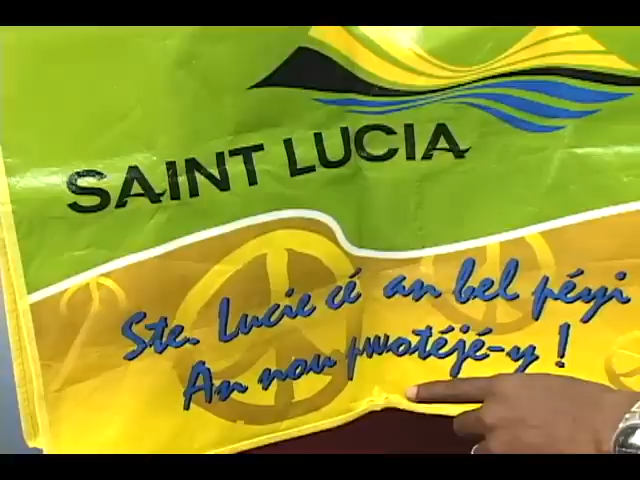 SAINT LUCIA
Ste. Lucie cé an bel péyi
An nou pwotéjé-y !